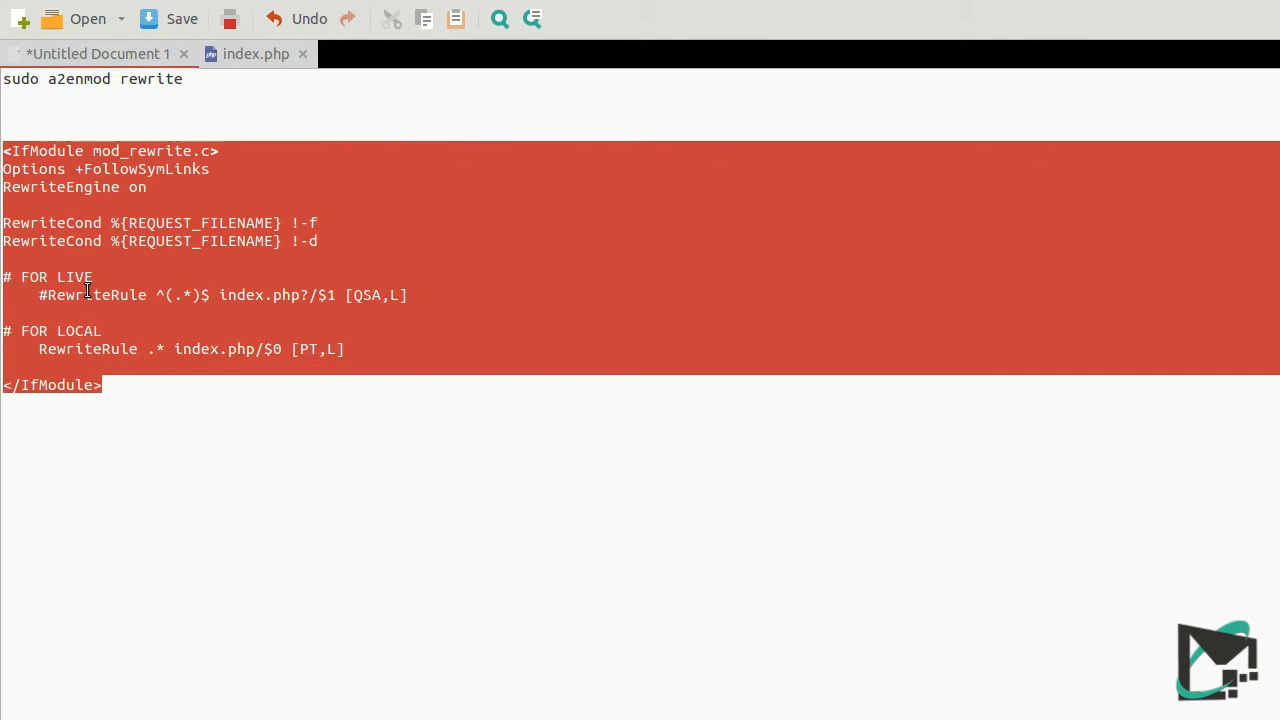 Open Save Undo
*Untitled Document 1 index.php
sudo a2enmod rewrite
<IfModule mod_rewrite.c>
Options +FollowSymLinks
RewriteEngine on
RewriteCond %{REQUEST_FILENAME} !-f
RewriteCond %{REQUEST_FILENAME} !-d
# FOR LIVE
#RewriteRule ^(.*)$ index.php?/$1 [QSA,L]
# FOR LOCAL
RewriteRule .* index.php/$0 [PT,L]
</IfModule>